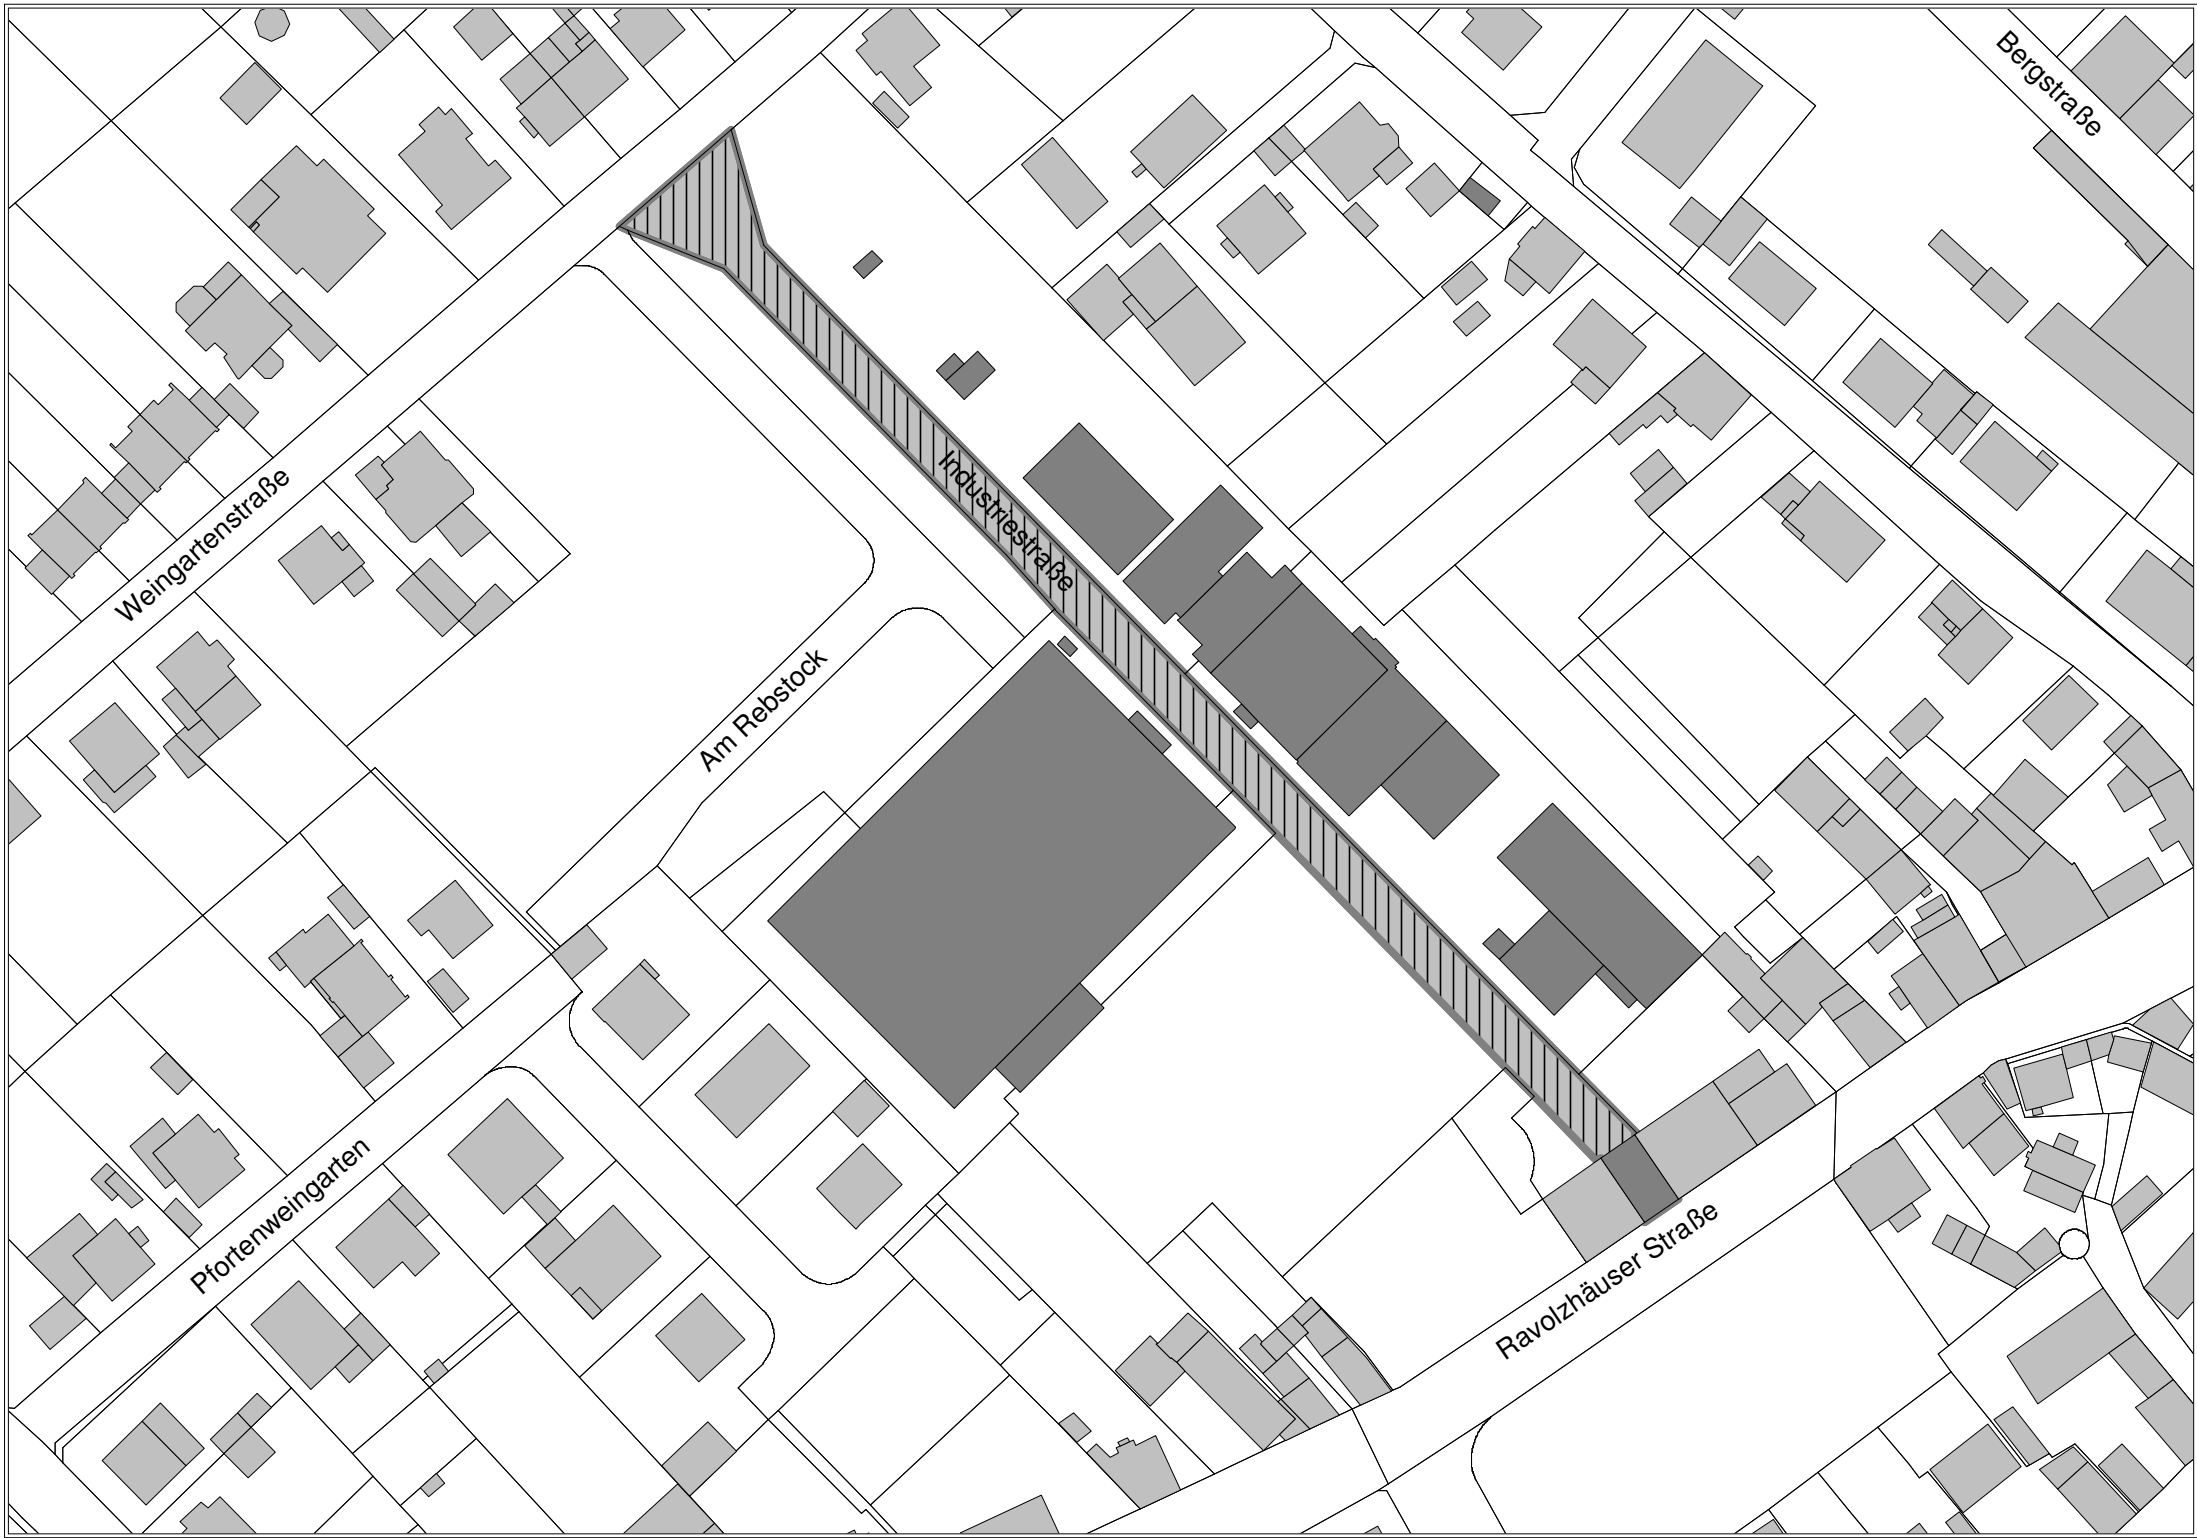 Bergstraße
Weingartenstraße
Industriestraße
Am Rebstock
Pfortenweingarten
Ravolzhäuser Straße